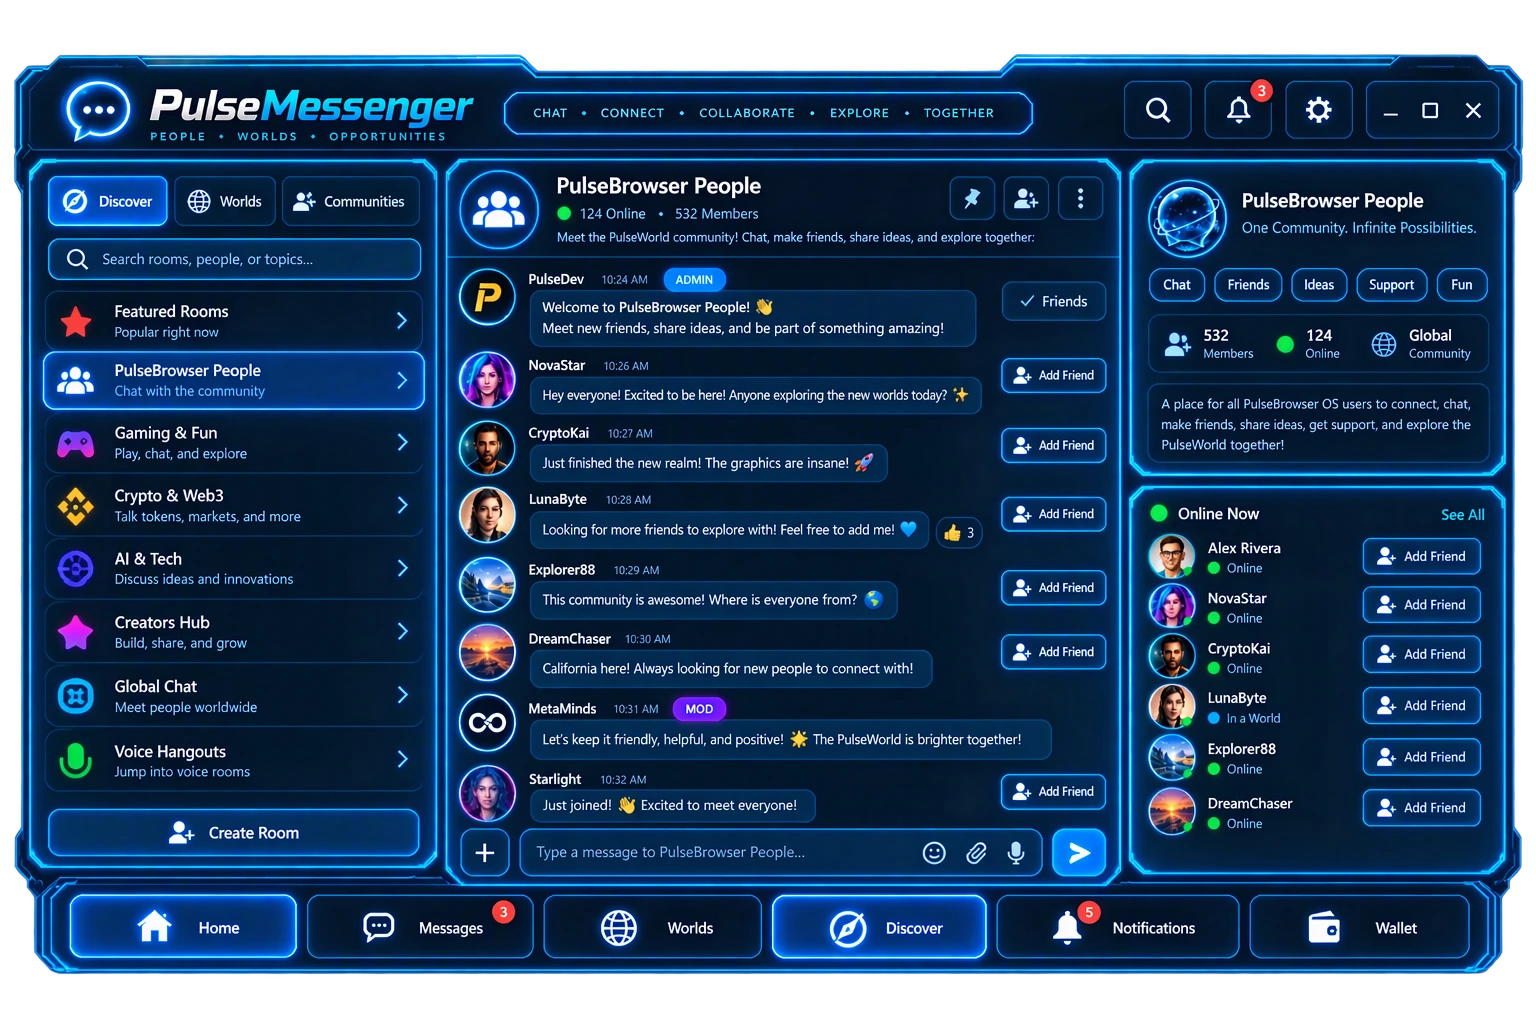 PulseMessenger
PEOPLE • WORLDS • OPPORTUNITIES
CHAT • CONNECT • COLLABORATE • EXPLORE • TOGETHER
3
Discover
Worlds
Communities
Search rooms, people, or topics...
Featured Rooms
Popular right now
PulseBrowser People
Chat with the community
Gaming & Fun
Play, chat, and explore
Crypto & Web3
Talk tokens, markets, and more
AI & Tech
Discuss ideas and innovations
Creators Hub
Build, share, and grow
Global Chat
Meet people worldwide
Voice Hangouts
Jump into voice rooms
Create Room
PulseBrowser People
124 Online • 532 Members
Meet the PulseWorld community! Chat, make friends, share ideas, and explore together:
P
PulseDev 10:24 AM ADMIN
Welcome to PulseBrowser People! 👋
Meet new friends, share ideas, and be part of something amazing!
Friends
NovaStar 10:26 AM
Hey everyone! Excited to be here! Anyone exploring the new worlds today? ✨
Add Friend
CryptoKai 10:27 AM
Just finished the new realm! The graphics are insane! 🚀
Add Friend
LunaByte 10:28 AM
Looking for more friends to explore with! Feel free to add me! 💙
👍 3
Add Friend
Explorer88 10:29 AM
This community is awesome! Where is everyone from? 🌎
Add Friend
DreamChaser 10:30 AM
California here! Always looking for new people to connect with!
Add Friend
MetaMinds 10:31 AM MOD
Let's keep it friendly, helpful, and positive! 🌟 The PulseWorld is brighter together!
Starlight 10:32 AM
Just joined! 👋 Excited to meet everyone!
Add Friend
Type a message to PulseBrowser People...
PulseBrowser People
One Community. Infinite Possibilities.
Chat
Friends
Ideas
Support
Fun
532
Members
124
Online
Global
Community
A place for all PulseBrowser OS users to connect, chat,
make friends, share ideas, get support, and explore the
PulseWorld together!
Online Now
See All
Alex Rivera
Online
Add Friend
NovaStar
Online
Add Friend
CryptoKai
Online
Add Friend
LunaByte
In a World
Add Friend
Explorer88
Online
Add Friend
DreamChaser
Online
Add Friend
Home
Messages
3
Worlds
Discover
5
Notifications
Wallet